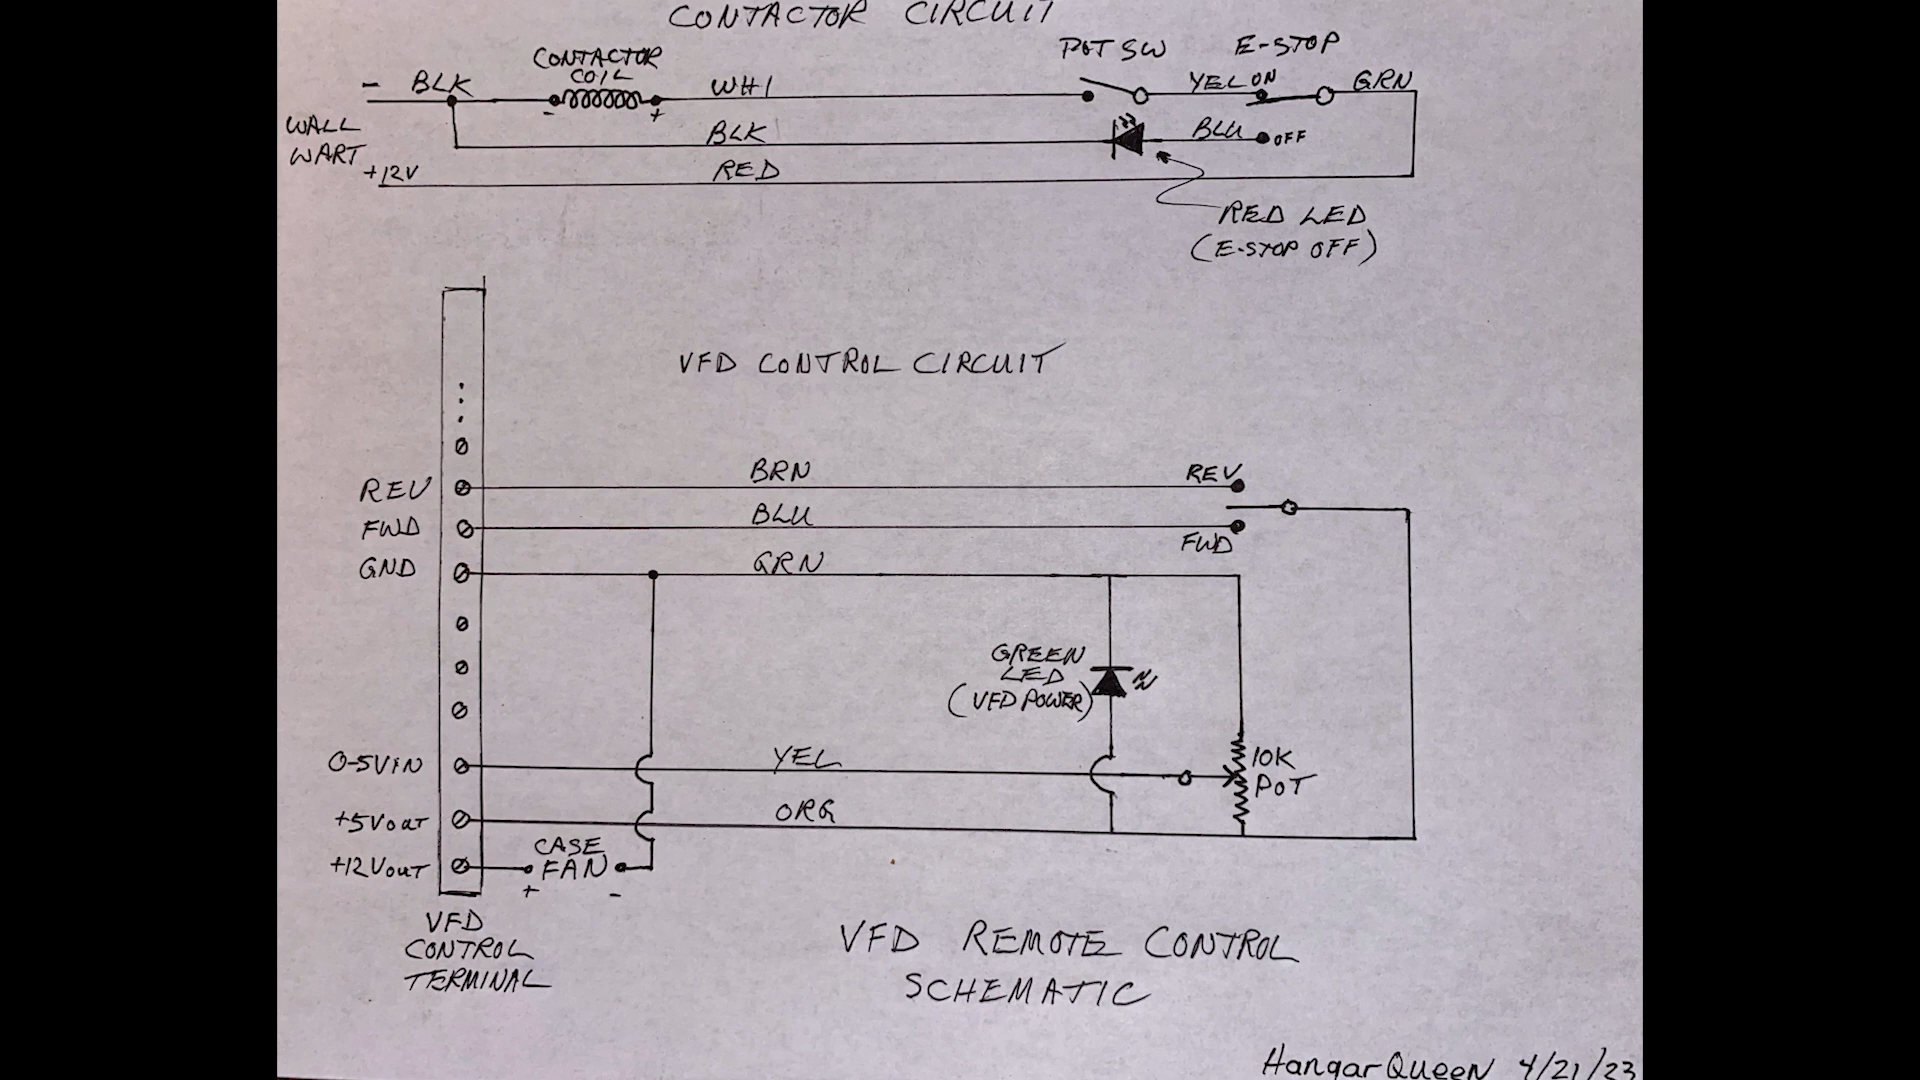 CONTACTOR CIRCUIT
CONTACTOR
COIL
POT SW
E-STOP
- BLK
WHI
YEL ON
GRN
- +
WALL
WART
BLK
BLU OFF
+12V
RED
RED LED
(E-STOP OFF)
VFD CONTROL CIRCUIT
REV
BRN
REV
FWD
BLU
FWD
GND
GRN
GREEN
LED
(VFD POWER)
0-5VIN
YEL
10K
POT
+5VOUT
ORG
+12VOUT
CASE
FAN
+ -
VFD
CONTROL
TERMINAL
VFD REMOTE CONTROL
SCHEMATIC
HangarQueen 4/21/23